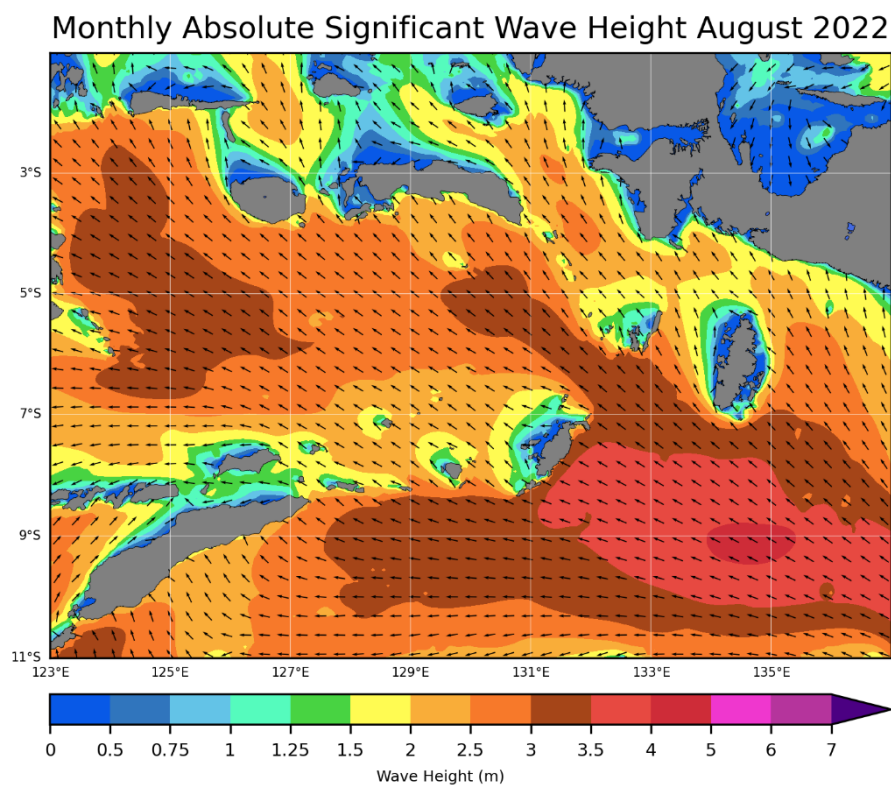 Monthly Absolute Significant Wave Height August 2022
3°S
5°S
7°S
9°S
11°S
123°E 125°E 127°E 129°E 131°E 133°E 135°E
0 0.5 0.75 1 1.25 1.5 2 2.5 3 3.5 4 5 6 7
Wave Height (m)